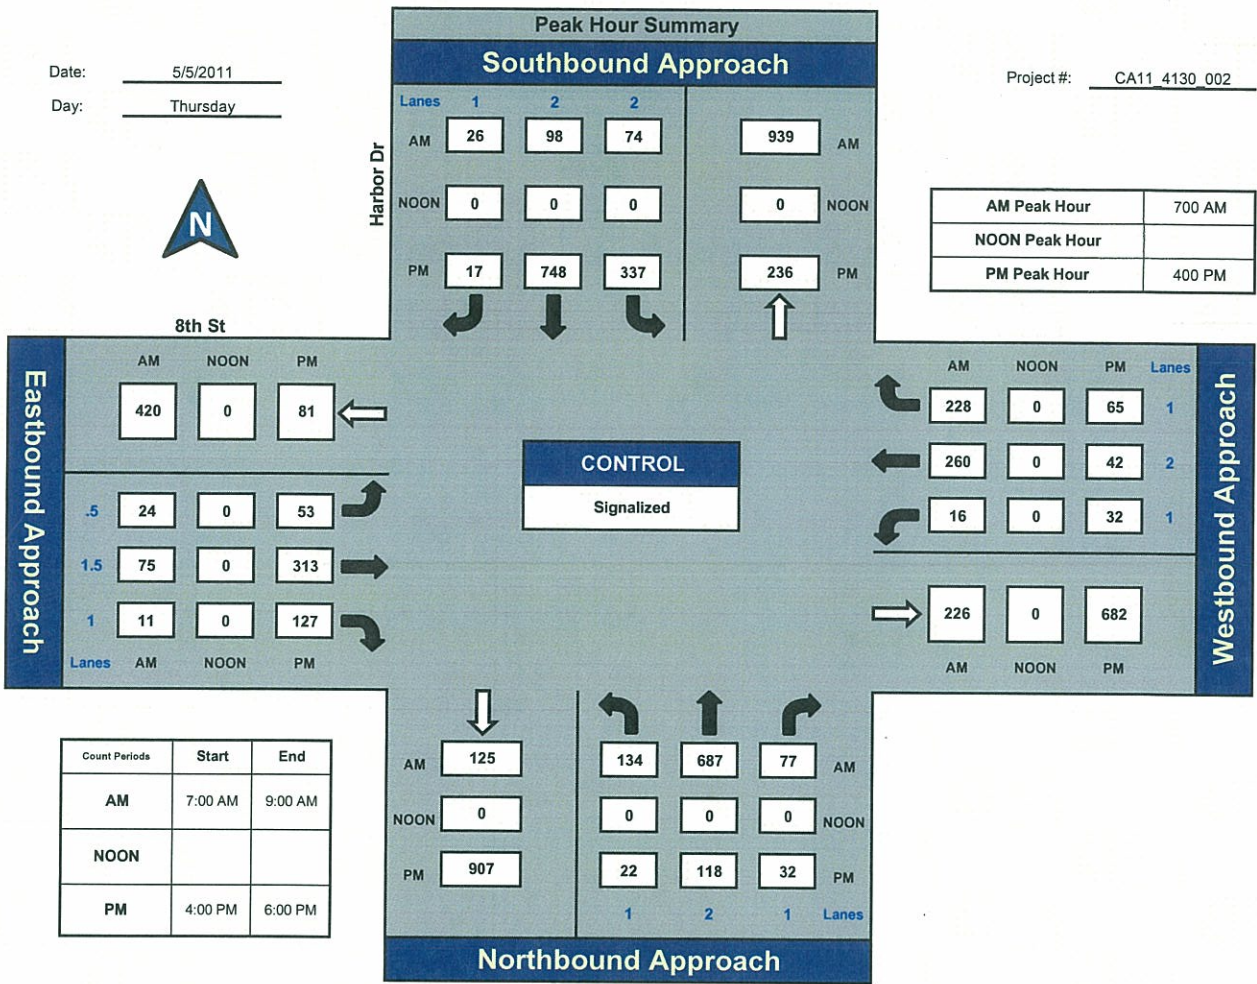 Peak Hour Summary
Southbound Approach
Date: 5/5/2011
Day: Thursday
Project #: CA11_4130_002
N
Harbor Dr
Lanes 1 2 2
AM 26 98 74 939 AM
NOON 0 0 0 0 NOON
PM 17 748 337 236 PM
AM Peak Hour 700 AM
NOON Peak Hour
PM Peak Hour 400 PM
8th St
Eastbound Approach
AM NOON PM
420 0 81
.5 24 0 53
1.5 75 0 313
1 11 0 127
Lanes AM NOON PM
CONTROL
Signalized
AM NOON PM Lanes
228 0 65 1
260 0 42 2
16 0 32 1
226 0 682
AM NOON PM
Westbound Approach
Count Periods Start End
AM 7:00 AM 9:00 AM
NOON
PM 4:00 PM 6:00 PM
AM 125 134 687 77 AM
NOON 0 0 0 0 NOON
PM 907 22 118 32 PM
1 2 1 Lanes
Northbound Approach